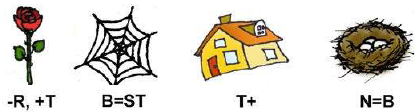 -R, +T B=ST T+ N=B